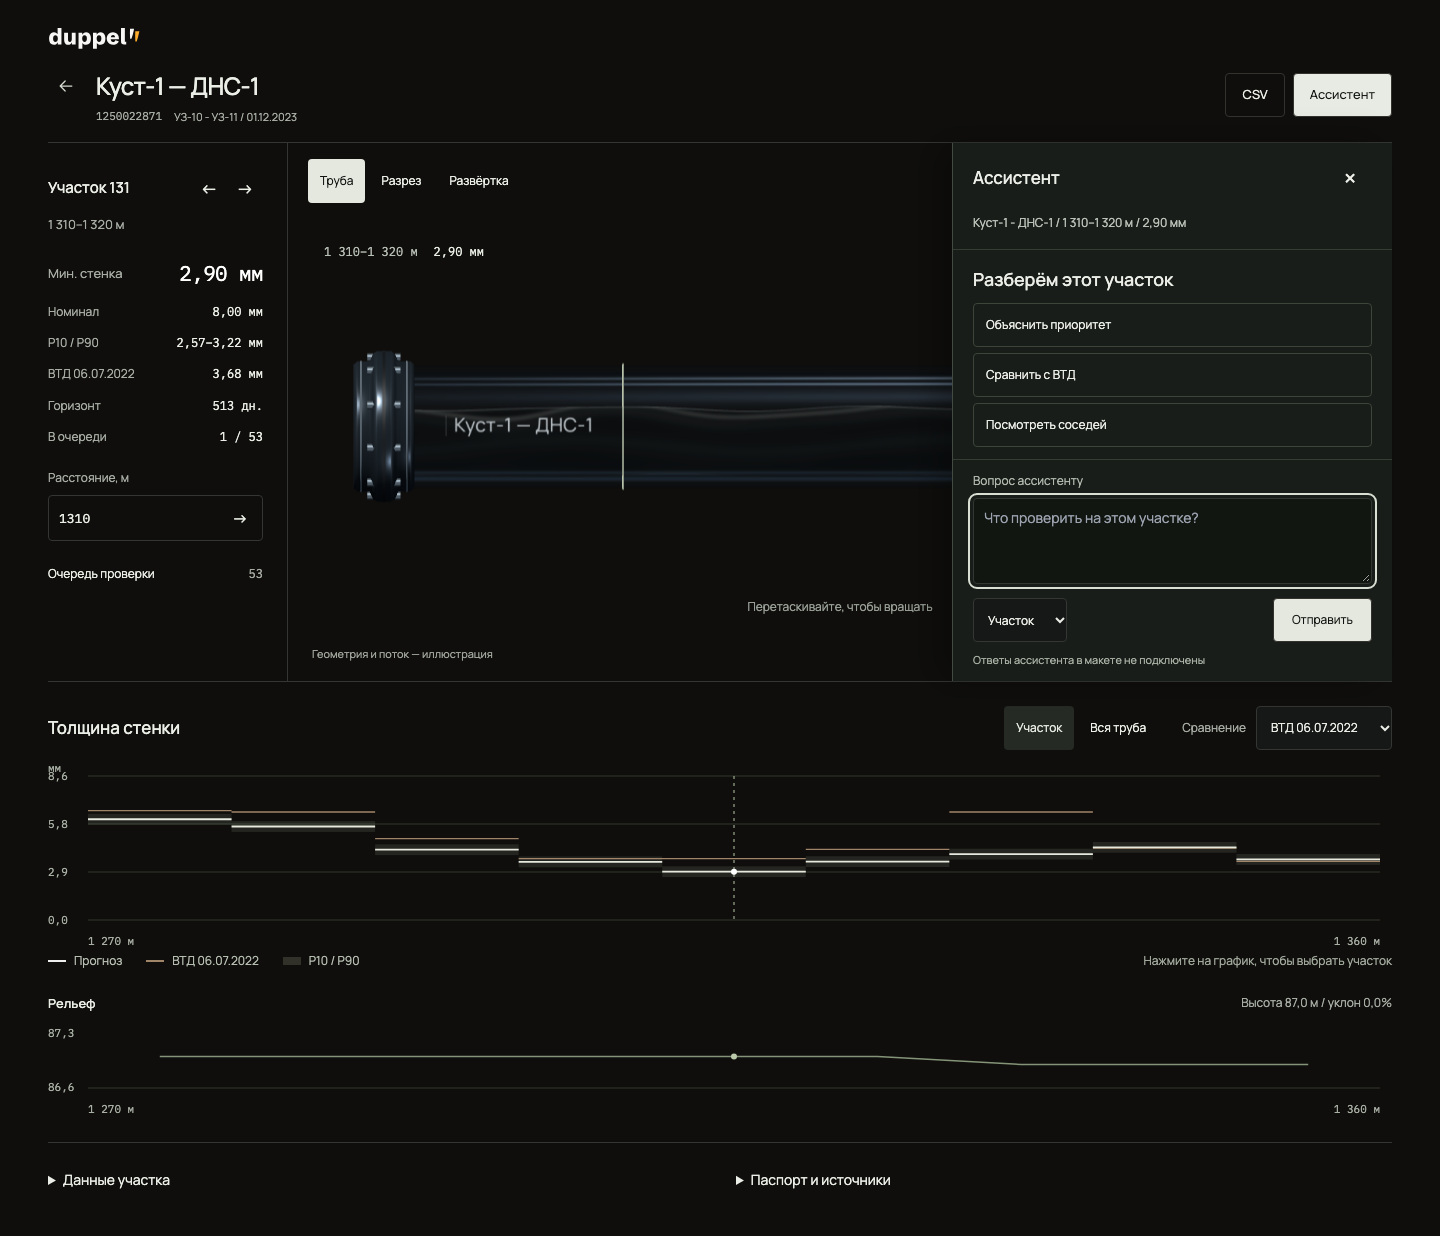 duppel
Куст-1 — ДНС-1
1250022871 УЗ-10 - УЗ-11 / 01.12.2023
CSV
Ассистент
Участок 131
← →
1 310–1 320 м
Мин. стенка 2,90 мм
Номинал 8,00 мм
P10 / P90 2,57–3,22 мм
ВТД 06.07.2022 3,68 мм
Горизонт 513 дн.
В очереди 1 / 53
Расстояние, м
1310 →
Очередь проверки 53
Труба Разрез Развёртка
1 310–1 320 м 2,90 мм
Куст-1 — ДНС-1
Перетаскивайте, чтобы вращать
Геометрия и поток — иллюстрация
Ассистент
Куст-1 - ДНС-1 / 1 310–1 320 м / 2,90 мм
Разберём этот участок
Объяснить приоритет
Сравнить с ВТД
Посмотреть соседей
Вопрос ассистенту
Что проверить на этом участке?
Участок
Отправить
Ответы ассистента в макете не подключены
Толщина стенки
Участок Вся труба Сравнение ВТД 06.07.2022
мм
8,6
5,8
2,9
0,0
1 270 м 1 360 м
Прогноз ВТД 06.07.2022 P10 / P90
Нажмите на график, чтобы выбрать участок
Рельеф
Высота 87,0 м / уклон 0,0%
87,3
86,6
1 270 м 1 360 м
Данные участка
Паспорт и источники